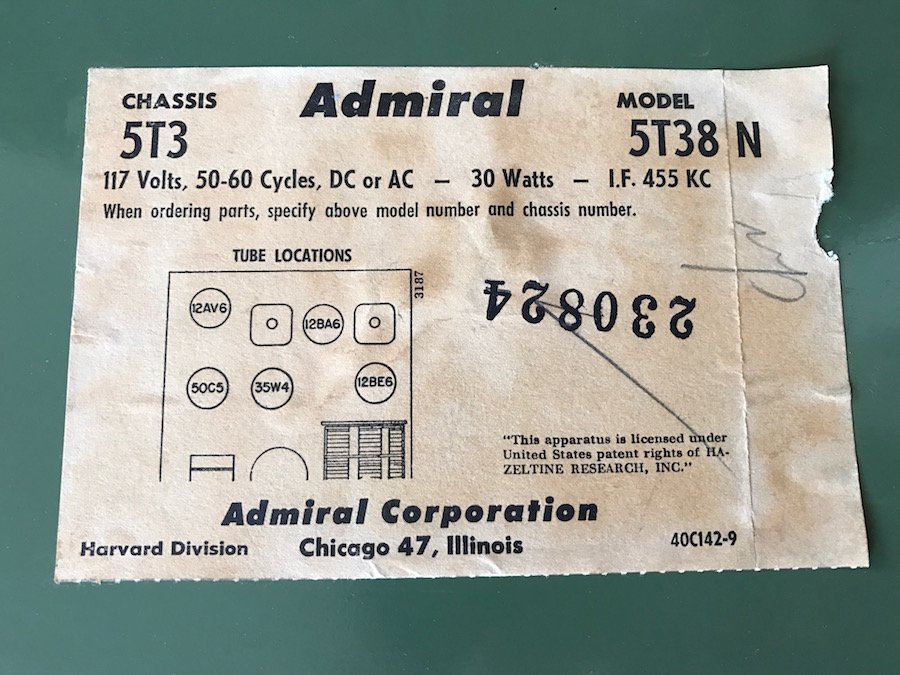 CHASSIS Admiral MODEL
5T3 5T38 N
117 Volts, 50-60 Cycles, DC or AC — 30 Watts — I.F. 455 KC
When ordering parts, specify above model number and chassis number.
TUBE LOCATIONS
3187
12AV6 12BA6
50C5 35W4 12BE6
230824
"This apparatus is licensed under
United States patent rights of HA-
ZELTINE RESEARCH, INC."
Admiral Corporation
Harvard Division Chicago 47, Illinois 40C142-9